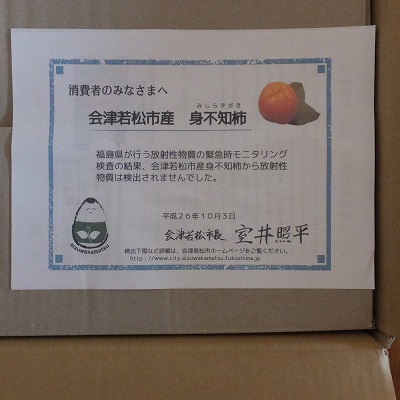 消費者のみなさまへ
みしらずがき
会津若松市産　身不知柿
福島県が行う放射性物質の緊急時モニタリング
検査の結果、会津若松市産身不知柿から放射性
物質は検出されませんでした。
平成２６年１０月３日
会津若松市長 室井照平
検出下限など詳細は、会津若松市ホームページをご覧ください。
http://www.city.aizuwakamatsu.fukushima.jp
aizuwakamatsu